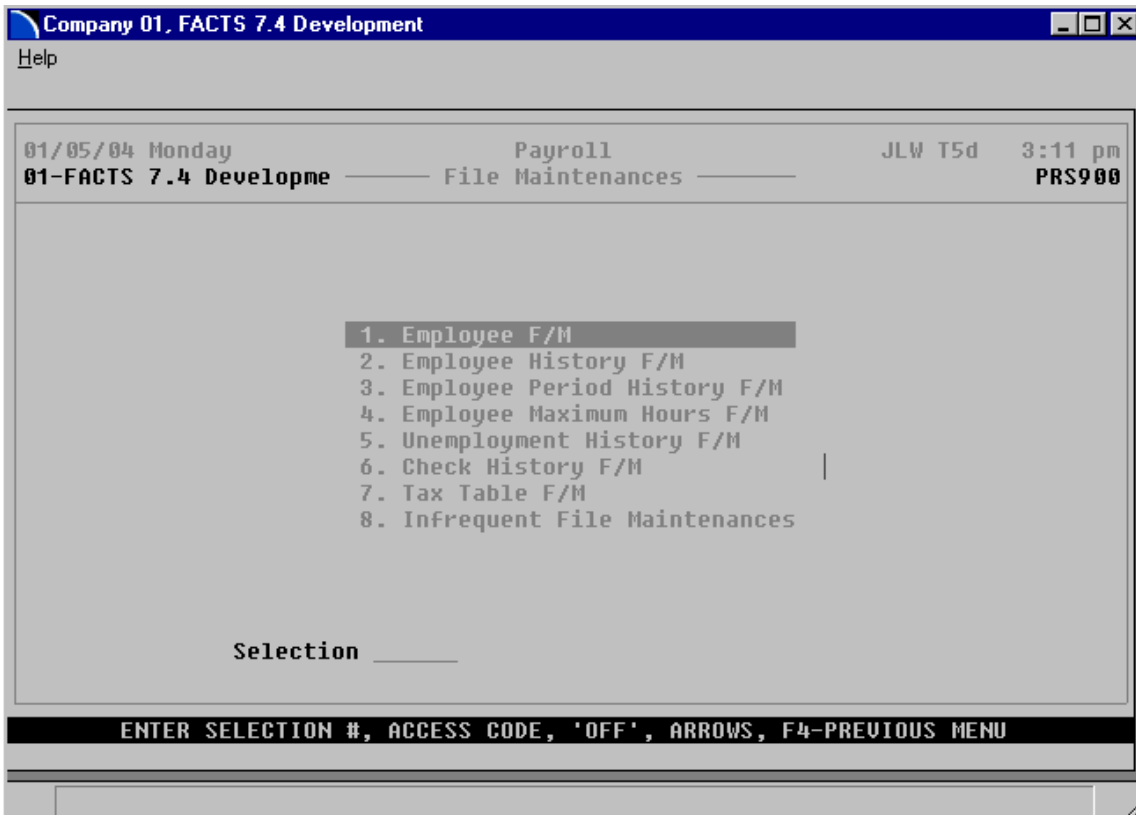 Company 01, FACTS 7.4 Development
Help
01/05/04 Monday Payroll JLW T5d 3:11 pm
01-FACTS 7.4 Developme File Maintenances PRS900
1. Employee F/M
2. Employee History F/M
3. Employee Period History F/M
4. Employee Maximum Hours F/M
5. Unemployment History F/M
6. Check History F/M
7. Tax Table F/M
8. Infrequent File Maintenances
Selection ______
ENTER SELECTION #, ACCESS CODE, 'OFF', ARROWS, F4-PREVIOUS MENU